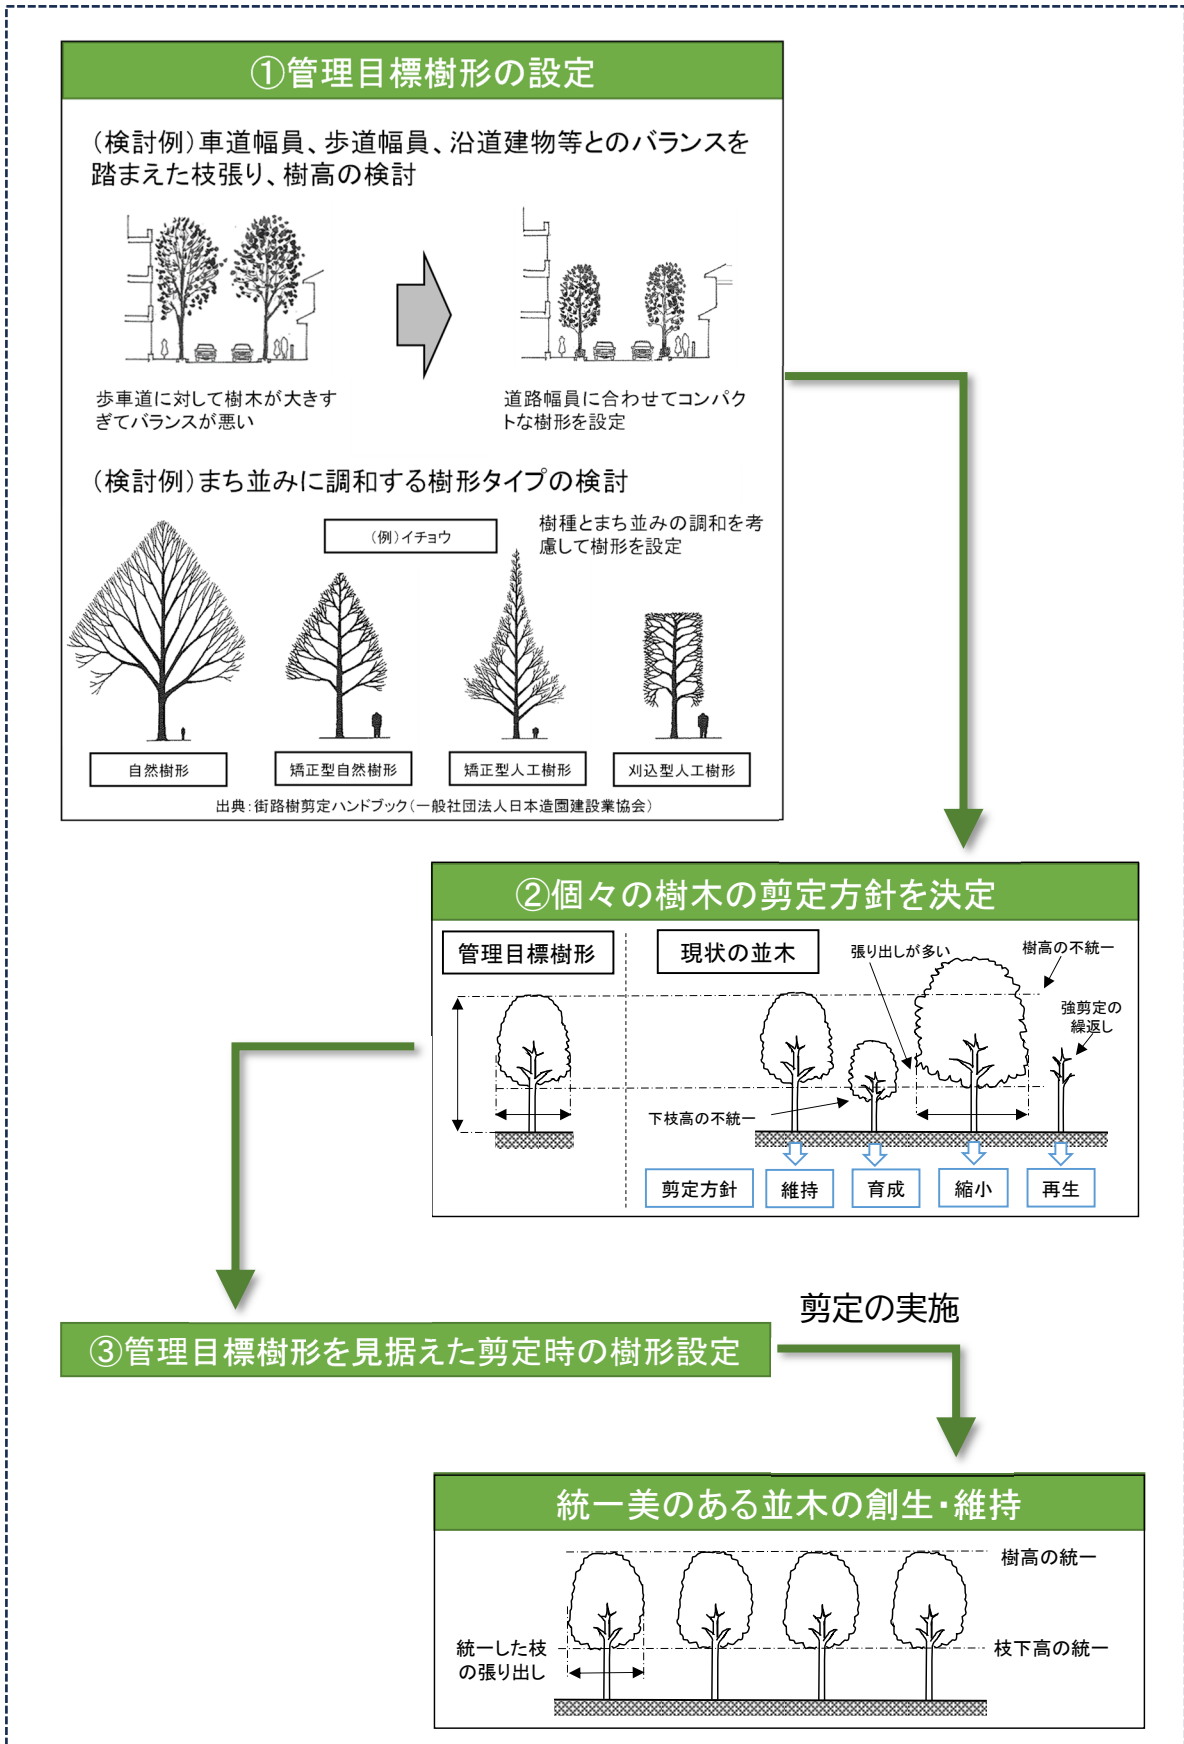 ①管理目標樹形の設定
（検討例）車道幅員、歩道幅員、沿道建物等とのバランスを
踏まえた枝張り、樹高の検討
歩車道に対して樹木が大きす
ぎてバランスが悪い
道路幅員に合わせてコンパク
トな樹形を設定
（検討例）まち並みに調和する樹形タイプの検討
（例）イチョウ
樹種とまち並みの調和を考
慮して樹形を設定
自然樹形
矯正型自然樹形
矯正型人工樹形
刈込型人工樹形
出典：街路樹剪定ハンドブック（一般社団法人日本造園建設業協会）
②個々の樹木の剪定方針を決定
管理目標樹形
現状の並木
張り出しが多い
樹高の不統一
強剪定の
繰返し
下枝高の不統一
剪定方針
維持
育成
縮小
再生
③管理目標樹形を見据えた剪定時の樹形設定
剪定の実施
統一美のある並木の創生・維持
樹高の統一
統一した枝
の張り出し
枝下高の統一